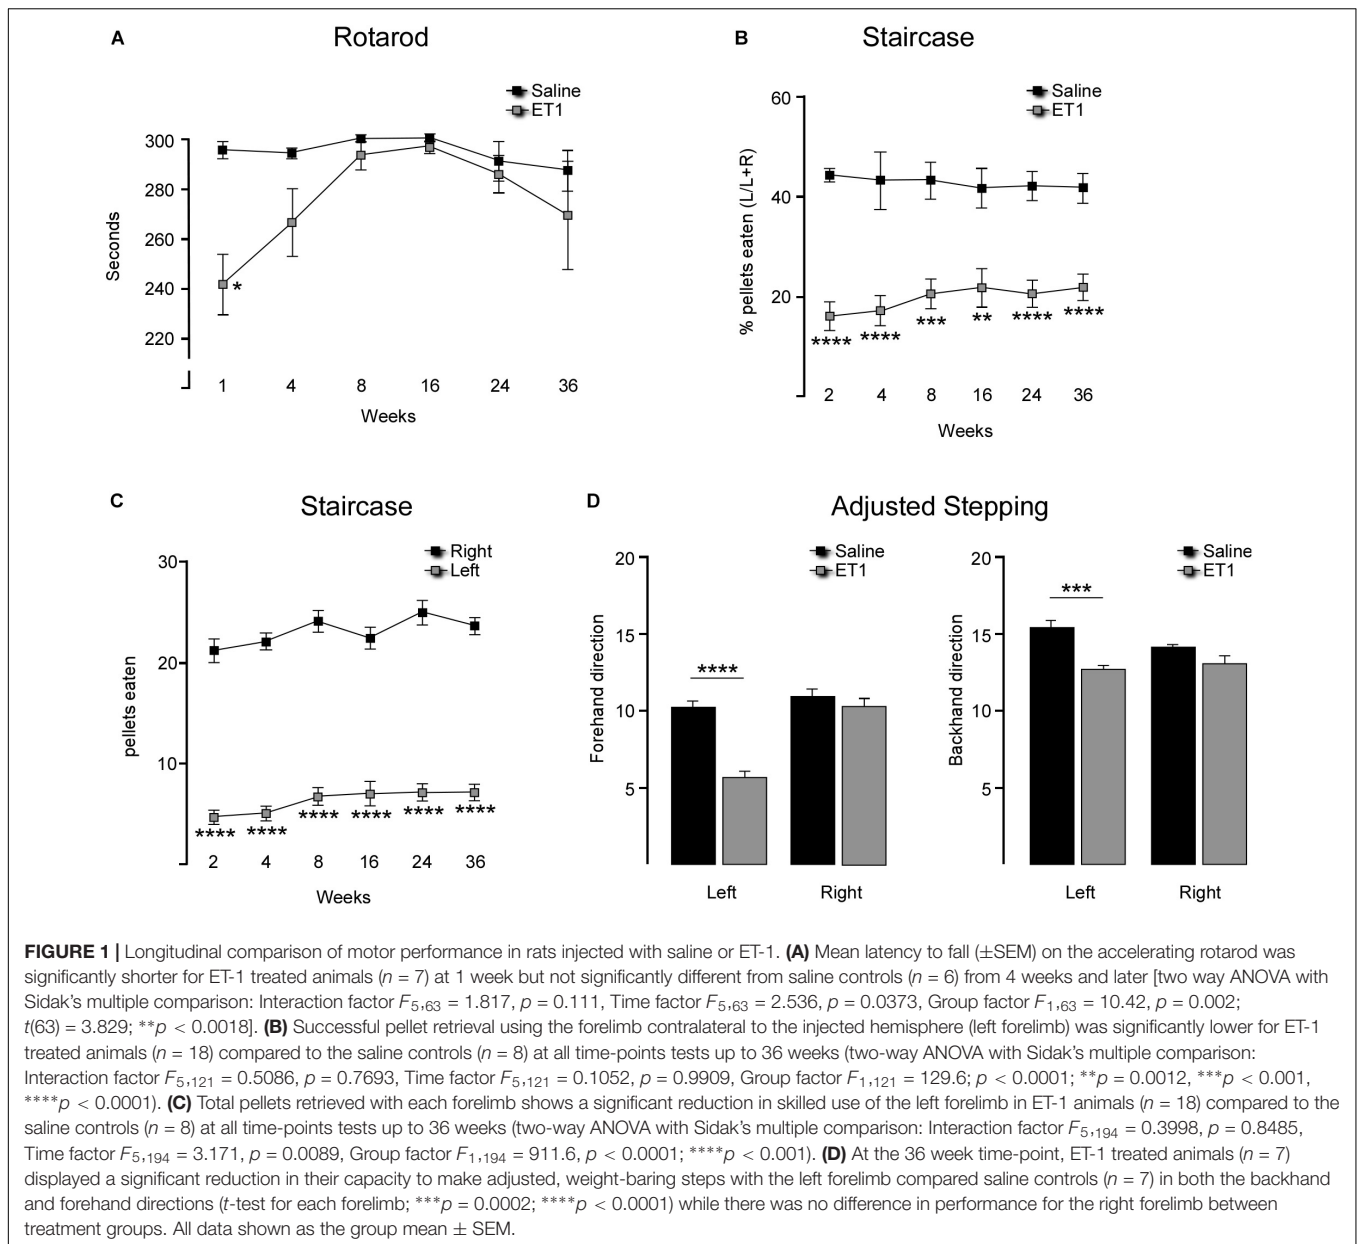 A
Rotarod
Saline
ET1
300
280
260
240
220
Seconds
*
1 4 8 16 24 36
Weeks
B
Staircase
Saline
ET1
60
40
20
% pellets eaten (L/L+R)
**** **** *** ** **** ****
2 4 8 16 24 36
Weeks
C
Staircase
Right
Left
30
20
10
pellets eaten
**** **** **** **** **** ****
2 4 8 16 24 36
Weeks
D
Adjusted Stepping
Saline
ET1
20
15
10
5
Forehand direction
****
Left Right
Saline
ET1
20
15
10
5
Backhand direction
***
Left Right
FIGURE 1 | Longitudinal comparison of motor performance in rats injected with saline or ET-1. (A) Mean latency to fall (±SEM) on the accelerating rotarod was
significantly shorter for ET-1 treated animals (n = 7) at 1 week but not significantly different from saline controls (n = 6) from 4 weeks and later [two way ANOVA with
Sidak's multiple comparison: Interaction factor F5,63 = 1.817, p = 0.111, Time factor F5,63 = 2.536, p = 0.0373, Group factor F1,63 = 10.42, p = 0.002;
t(63) = 3.829; **p < 0.0018]. (B) Successful pellet retrieval using the forelimb contralateral to the injected hemisphere (left forelimb) was significantly lower for ET-1
treated animals (n = 18) compared to the saline controls (n = 8) at all time-points tests up to 36 weeks (two-way ANOVA with Sidak's multiple comparison:
Interaction factor F5,121 = 0.5086, p = 0.7693, Time factor F5,121 = 0.1052, p = 0.9909, Group factor F1,121 = 129.6; p < 0.0001; **p = 0.0012, ***p < 0.001,
****p < 0.0001). (C) Total pellets retrieved with each forelimb shows a significant reduction in skilled use of the left forelimb in ET-1 animals (n = 18) compared to the
saline controls (n = 8) at all time-points tests up to 36 weeks (two-way ANOVA with Sidak's multiple comparison: Interaction factor F5,194 = 0.3998, p = 0.8485,
Time factor F5,194 = 3.171, p = 0.0089, Group factor F1,194 = 911.6, p < 0.0001; ****p < 0.001). (D) At the 36 week time-point, ET-1 treated animals (n = 7)
displayed a significant reduction in their capacity to make adjusted, weight-baring steps with the left forelimb compared saline controls (n = 7) in both the backhand
and forehand directions (t-test for each forelimb; ***p = 0.0002; ****p < 0.0001) while there was no difference in performance for the right forelimb between
treatment groups. All data shown as the group mean ± SEM.